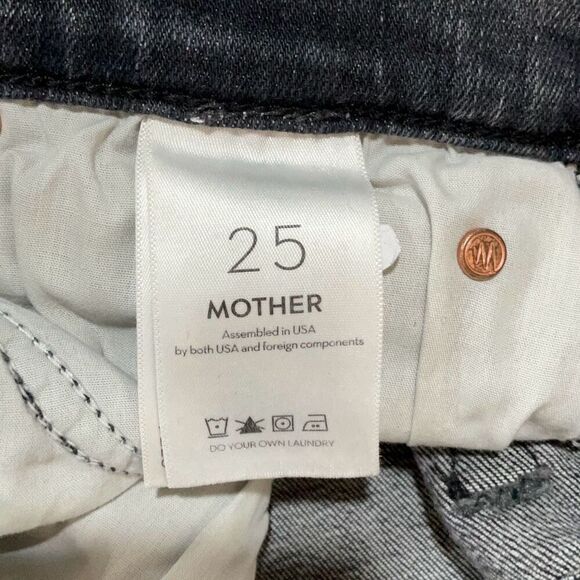 25
MOTHER
Assembled in USA
by both USA and foreign components
DO YOUR OWN LAUNDRY
M